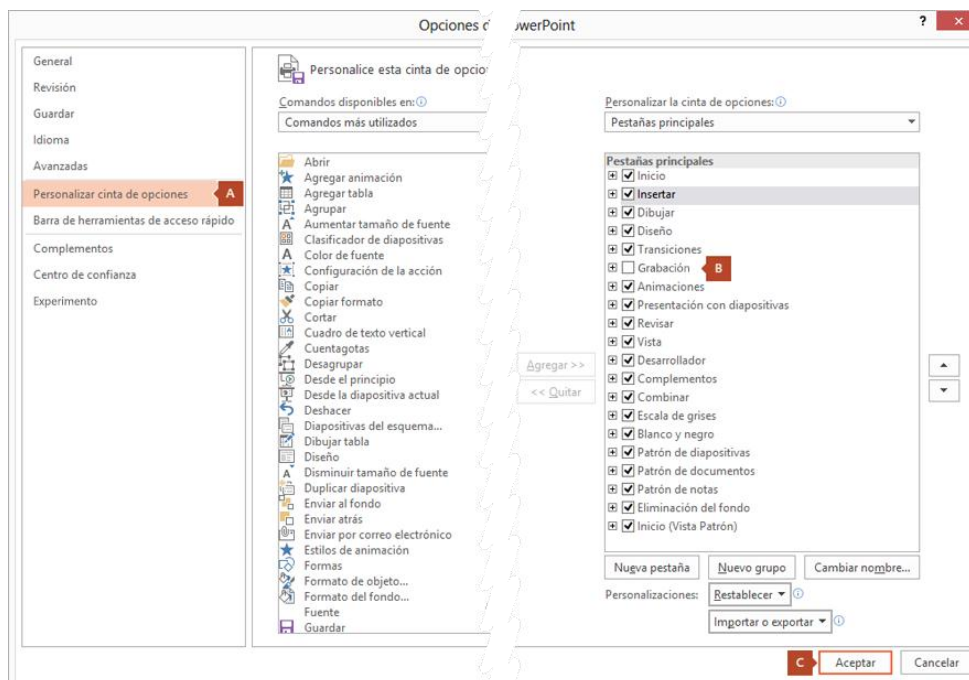 Opciones d owerPoint
?
×
General
Revisión
Guardar
Idioma
Avanzadas
Personalizar cinta de opciones
A
Barra de herramientas de acceso rápido
Complementos
Centro de confianza
Experimento
Personalice esta cinta de opcio
Comandos disponibles en:
Comandos más utilizados
Abrir
Agregar animación
Agregar tabla
Agrupar
Aumentar tamaño de fuente
Clasificador de diapositivas
Color de fuente
Configuración de la acción
Copiar
Copiar formato
Cortar
Cuadro de texto vertical
Cuentagotas
Desagrupar
Desde el principio
Desde la diapositiva actual
Deshacer
Diapositivas del esquema...
Dibujar tabla
Diseño
Disminuir tamaño de fuente
Duplicar diapositiva
Enviar al fondo
Enviar atrás
Enviar por correo electrónico
Estilos de animación
Formas
Formato de objeto...
Formato del fondo...
Fuente
Guardar
Agregar >>
<< Quitar
Personalizar la cinta de opciones:
Pestañas principales
Pestañas principales
Inicio
Insertar
Dibujar
Diseño
Transiciones
Grabación
B
Animaciones
Presentación con diapositivas
Revisar
Vista
Desarrollador
Complementos
Combinar
Escala de grises
Blanco y negro
Patrón de diapositivas
Patrón de documentos
Patrón de notas
Eliminación del fondo
Inicio (Vista Patrón)
Nueva pestaña
Nuevo grupo
Cambiar nombre...
Personalizaciones:
Restablecer
Importar o exportar
C
Aceptar
Cancelar